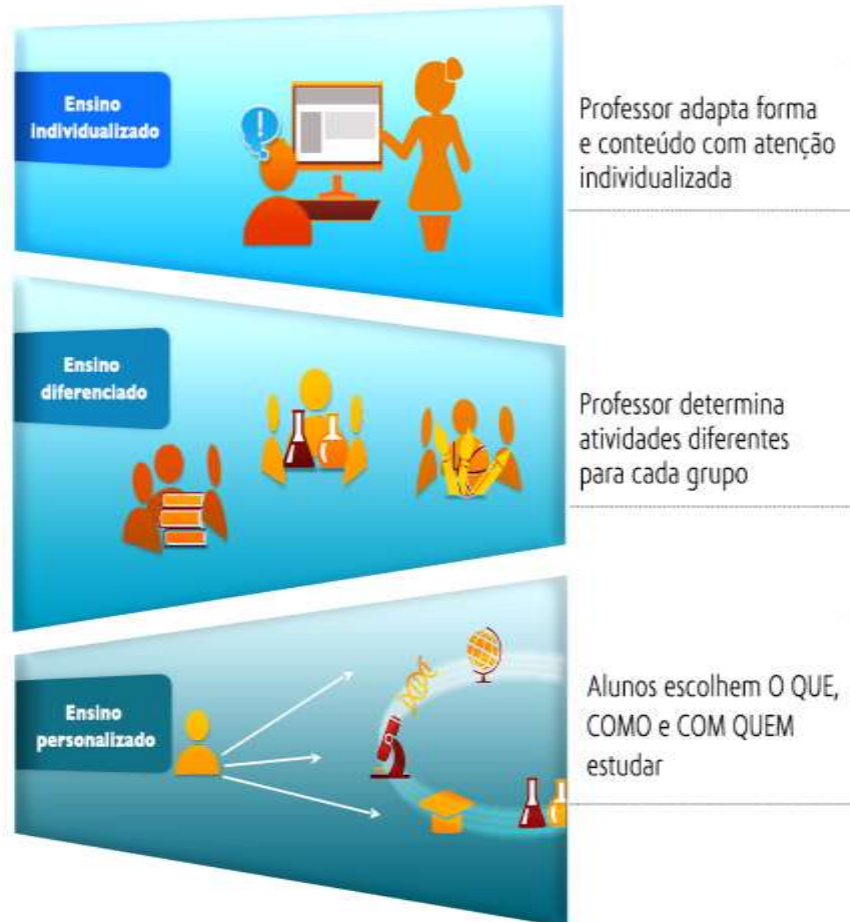 Ensino
individualizado
Professor adapta forma
e conteúdo com atenção
individualizada
Ensino
diferenciado
Professor determina
atividades diferentes
para cada grupo
Ensino
personalizado
Alunos escolhem O QUE,
COMO e COM QUEM
estudar